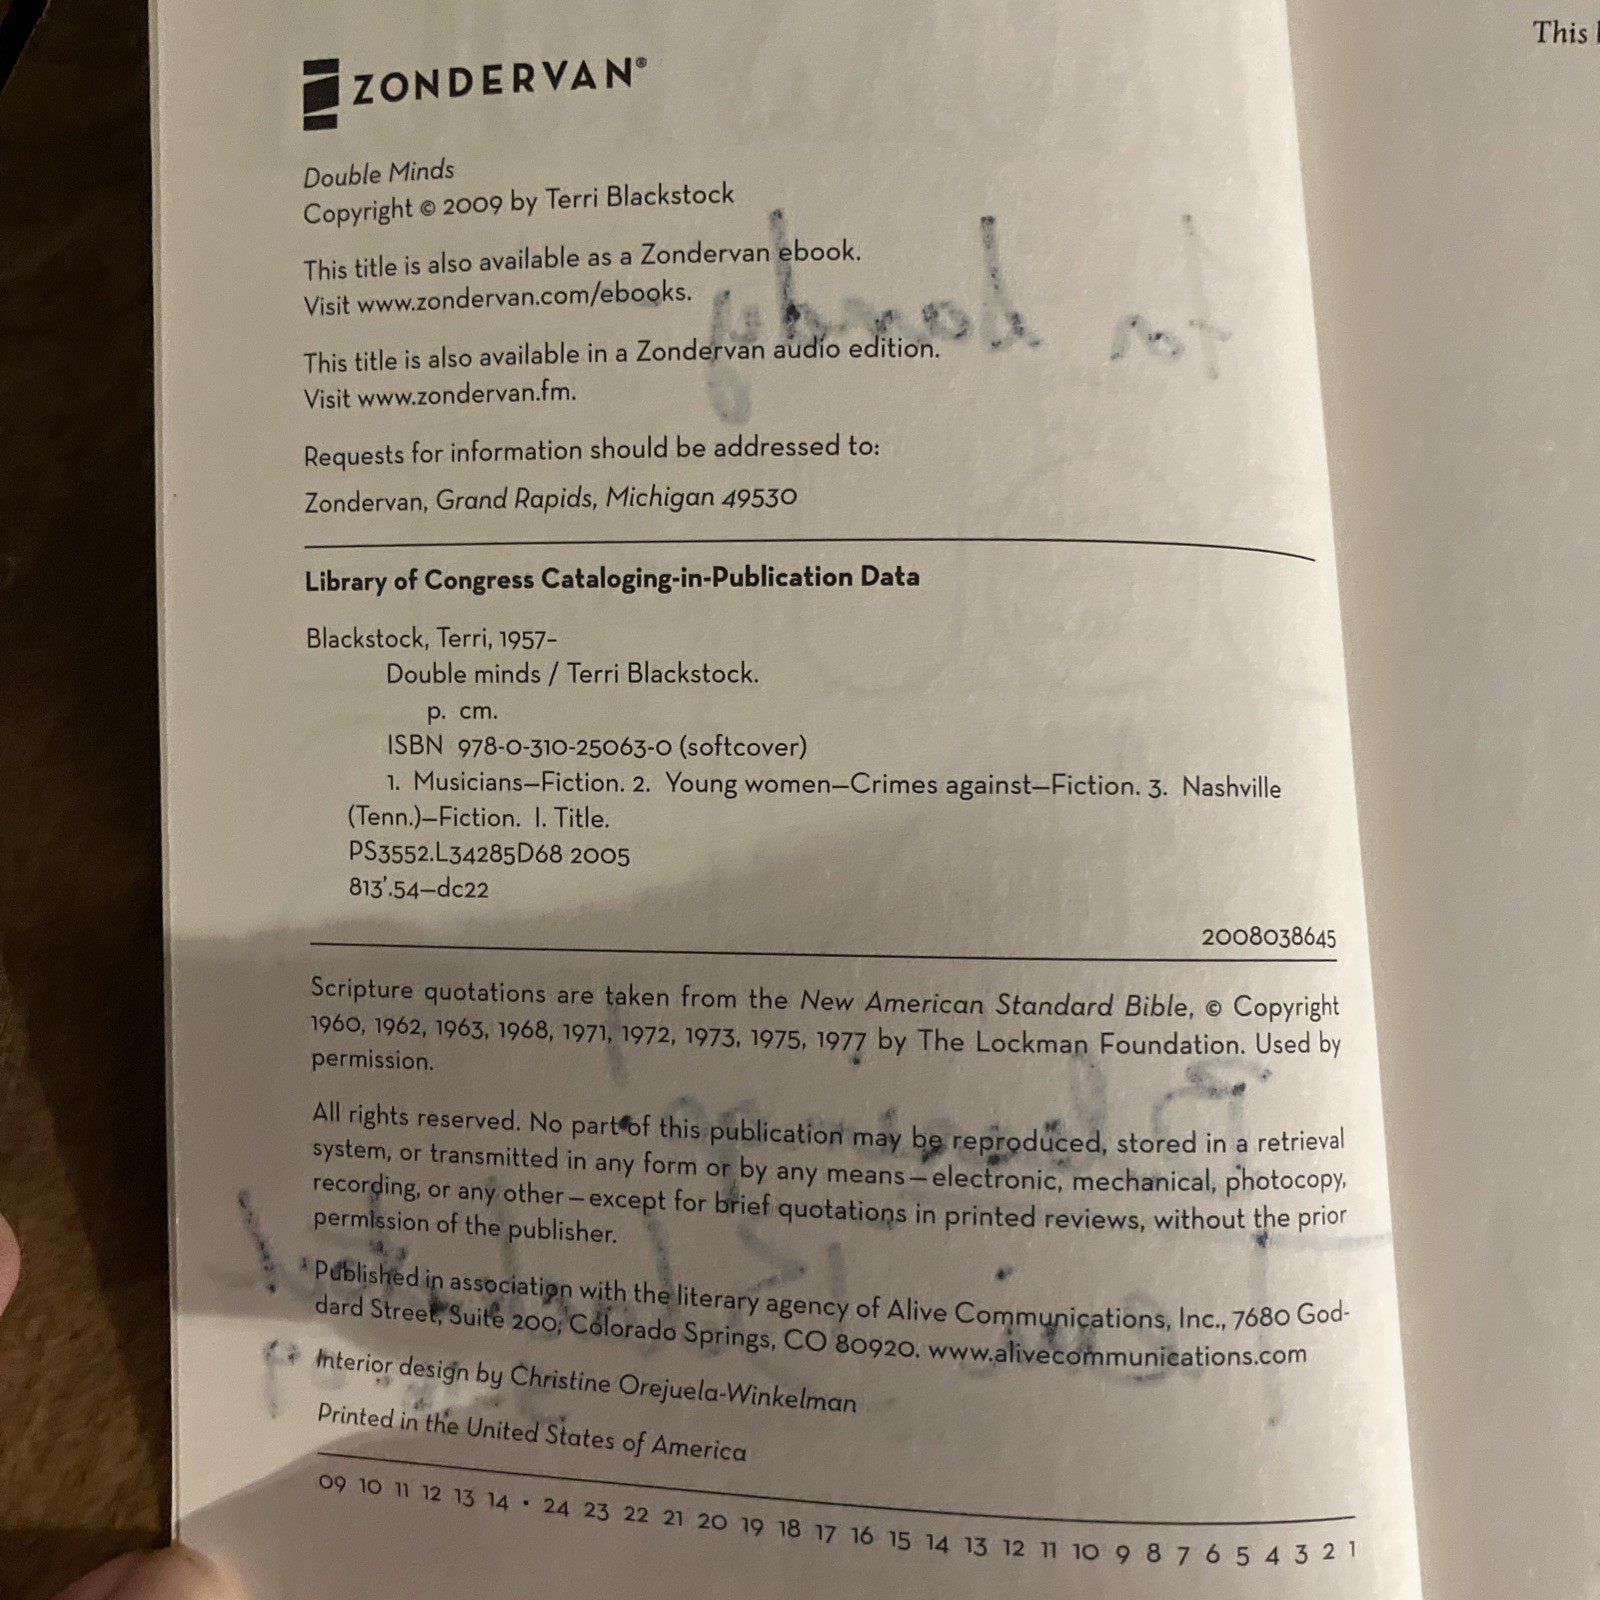 ZONDERVAN®
Double Minds
Copyright © 2009 by Terri Blackstock
This title is also available as a Zondervan ebook.
Visit www.zondervan.com/ebooks.
This title is also available in a Zondervan audio edition.
Visit www.zondervan.fm.
Requests for information should be addressed to:
Zondervan, Grand Rapids, Michigan 49530
Library of Congress Cataloging-in-Publication Data
Blackstock, Terri, 1957–
Double minds / Terri Blackstock.
p. cm.
ISBN 978-0-310-25063-0 (softcover)
1. Musicians—Fiction. 2. Young women—Crimes against—Fiction. 3. Nashville
(Tenn.)—Fiction. I. Title.
PS3552.L34285D68 2005
813'.54—dc22
2008038645
Scripture quotations are taken from the New American Standard Bible, © Copyright
1960, 1962, 1963, 1968, 1971, 1972, 1973, 1975, 1977 by The Lockman Foundation. Used by
permission.
All rights reserved. No part of this publication may be reproduced, stored in a retrieval
system, or transmitted in any form or by any means — electronic, mechanical, photocopy,
recording, or any other — except for brief quotations in printed reviews, without the prior
permission of the publisher.
Published in association with the literary agency of Alive Communications, Inc., 7680 God-
dard Street, Suite 200, Colorado Springs, CO 80920. www.alivecommunications.com
Interior design by Christine Orejuela-Winkelman
Printed in the United States of America
09 10 11 12 13 14 • 24 23 22 21 20 19 18 17 16 15 14 13 12 11 10 9 8 7 6 5 4 3 2 1
This